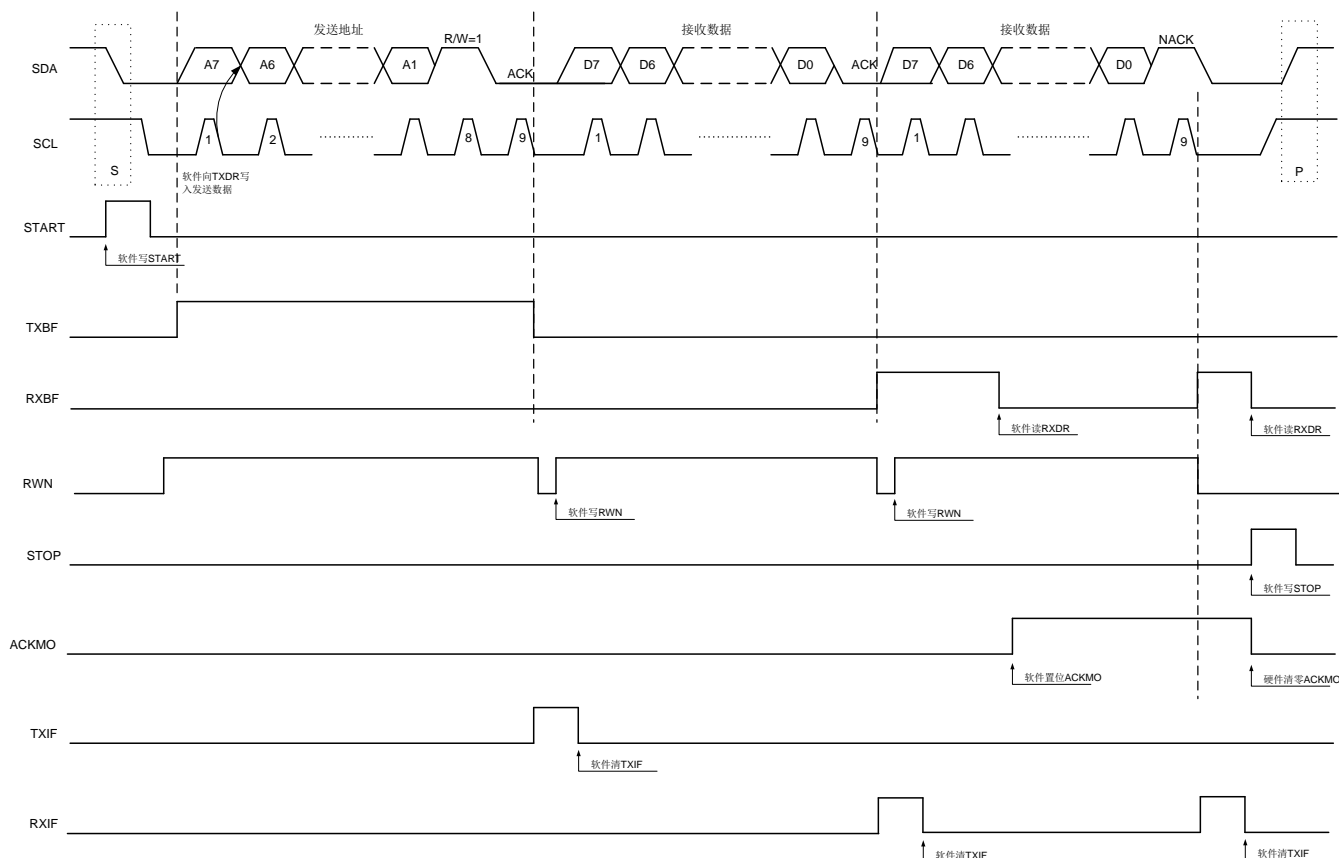 发送地址
接收数据
接收数据
SDA
A7
A6
A1
R/W=1
ACK
D7
D6
D0
ACK
D7
D6
D0
NACK
SCL
1
2
8
9
1
9
1
9
S
P
软件向TXDR写
入发送数据
START
软件写START
TXBF
RXBF
软件读RXDR
软件读RXDR
RWN
软件写RWN
软件写RWN
STOP
软件写STOP
ACKMO
软件置位ACKMO
硬件清零ACKMO
TXIF
软件清TXIF
RXIF
软件清TXIF
软件清TXIF